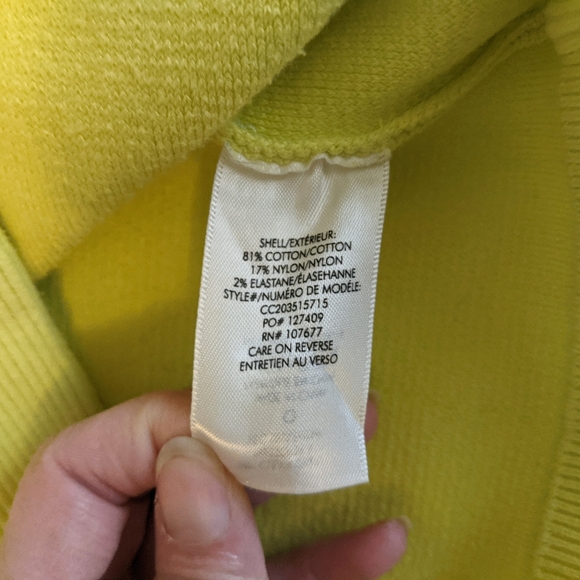 SHELL/EXTÉRIEUR:
81% COTTON/COTTON
17% NYLON/NYLON
2% ELASTANE/ÉLASEHANNE
STYLE#/NUMÉRO DE MODÈLE:
CC203515715
PO# 127409
RN# 107677
CARE ON REVERSE
ENTRETIEN AU VERSO